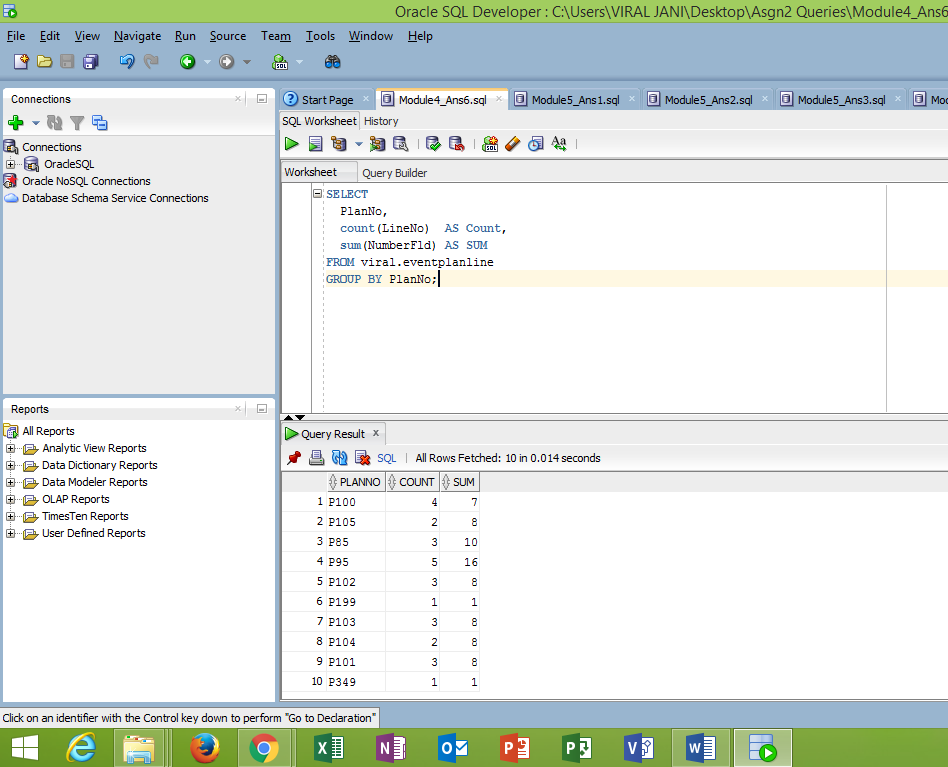 Oracle SQL Developer : C:\Users\VIRAL JANI\Desktop\Asgn2 Queries\Module4_Ans6
File Edit View Navigate Run Source Team Tools Window Help
Connections
Connections
OracleSQL
Oracle NoSQL Connections
Database Schema Service Connections
Reports
All Reports
Analytic View Reports
Data Dictionary Reports
Data Modeler Reports
OLAP Reports
TimesTen Reports
User Defined Reports
Start Page Module4_Ans6.sql Module5_Ans1.sql Module5_Ans2.sql Module5_Ans3.sql Mo
SQL Worksheet History
Worksheet Query Builder
SELECT
PlanNo,
count(LineNo) AS Count,
sum(NumberFld) AS SUM
FROM viral.eventplanline
GROUP BY PlanNo;
Query Result
SQL | All Rows Fetched: 10 in 0.014 seconds
PLANNO COUNT SUM
1 P100 4 7
2 P105 2 8
3 P85 3 10
4 P95 5 16
5 P102 3 8
6 P199 1 1
7 P103 3 8
8 P104 2 8
9 P101 3 8
10 P349 1 1
Click on an identifier with the Control key down to perform "Go to Declaration"